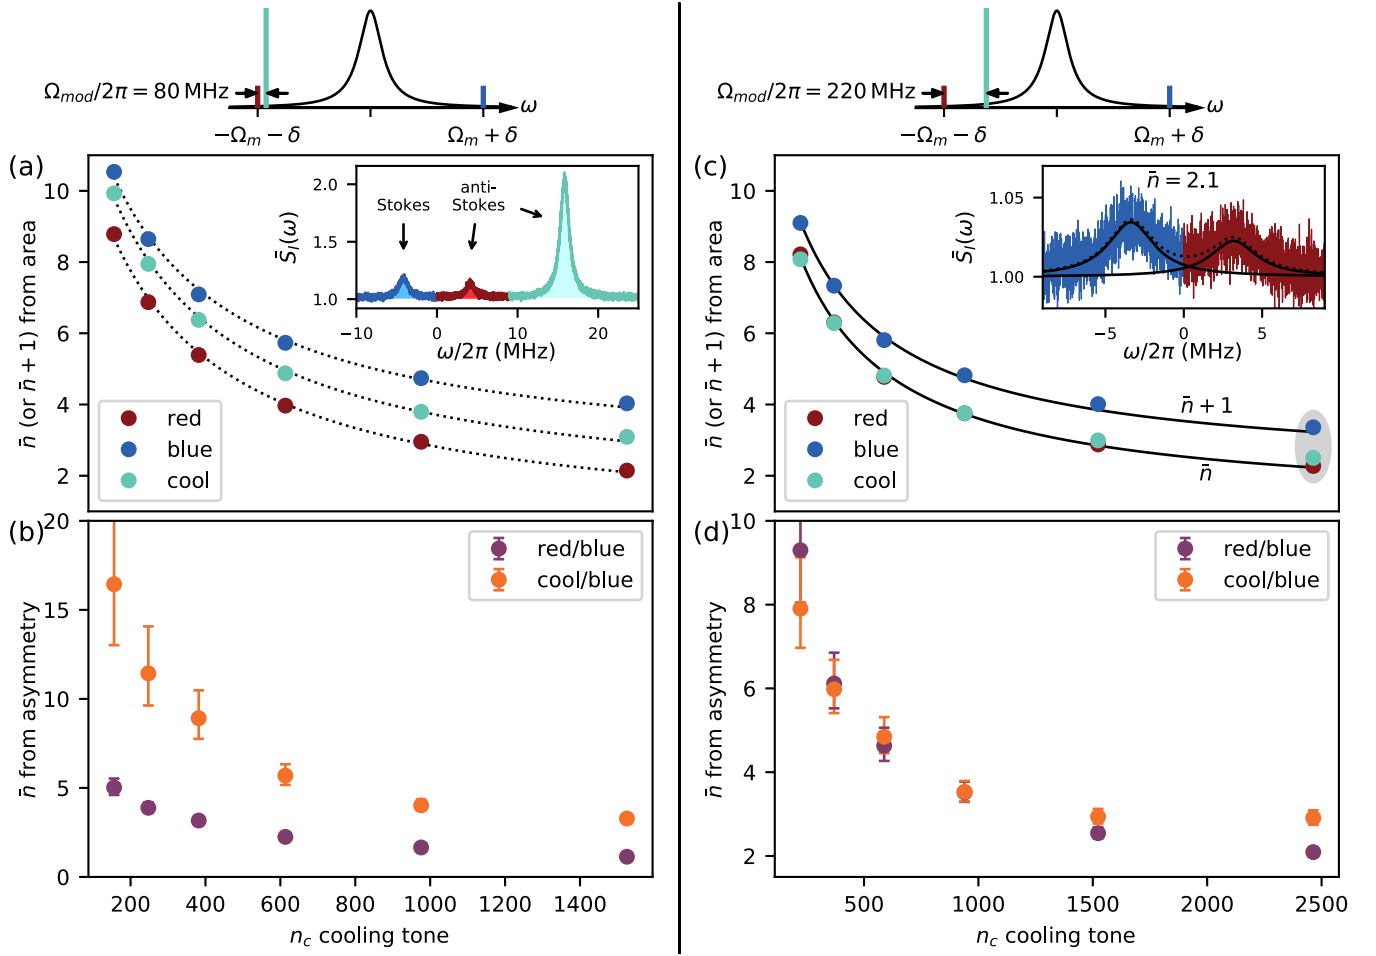 Ω_mod/2π = 80 MHz
ω
−Ω_m − δ
Ω_m + δ
Ω_mod/2π = 220 MHz
ω
−Ω_m − δ
Ω_m + δ
(a)
n̄ (or n̄ + 1) from area
10
8
6
4
2
red
blue
cool
S̄_I(ω)
2.0
1.5
1.0
Stokes
anti-
Stokes
−10
0
10
20
ω/2π (MHz)
(c)
n̄ (or n̄ + 1) from area
10
8
6
4
2
red
blue
cool
n̄ + 1
n̄
S̄_I(ω)
1.05
1.00
n̄ = 2.1
−5
0
5
ω/2π (MHz)
(b)
n̄ from asymmetry
20
15
10
5
0
red/blue
cool/blue
200
400
600
800
1000
1200
1400
n_c cooling tone
(d)
n̄ from asymmetry
10
8
6
4
2
red/blue
cool/blue
500
1000
1500
2000
2500
n_c cooling tone